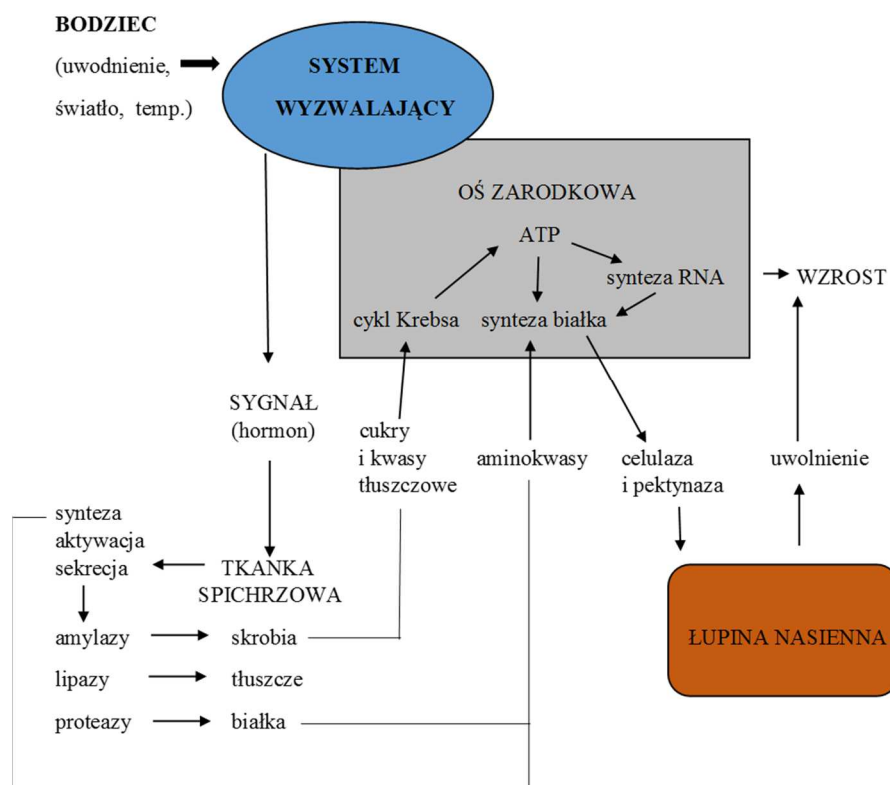 BODZIEC
(uwodnienie,
światło, temp.)
SYSTEM
WYZWALAJĄCY
OŚ ZARODKOWA
ATP
synteza RNA
WZROST
cykl Krebsa
synteza białka
SYGNAŁ
(hormon)
cukry
i kwasy
tłuszczowe
aminokwasy
celulaza
i pektynaza
uwolnienie
synteza
aktywacja
sekrecja
TKANKA
SPICHRZOWA
ŁUPINA NASIENNA
amylazy
skrobia
lipazy
tłuszcze
proteazy
białka